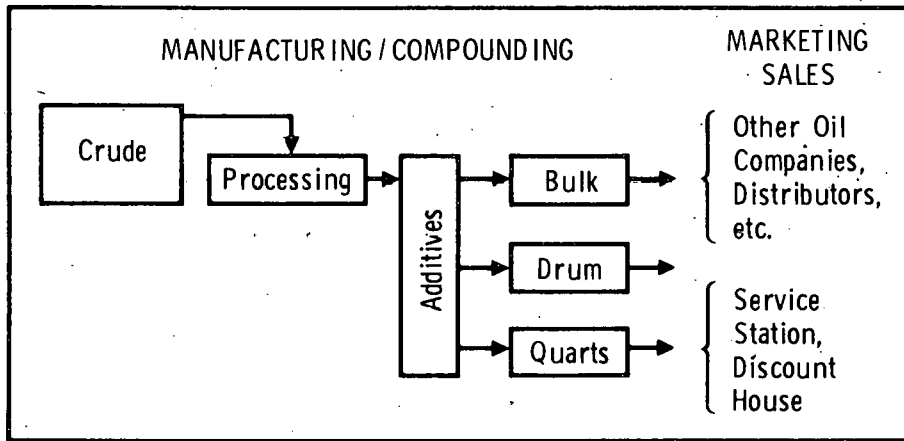 MANUFACTURING / COMPOUNDING
MARKETING
SALES
Crude
Processing
Additives
Bulk
Drum
Quarts
Other Oil
Companies,
Distributors,
etc.
Service
Station,
Discount
House